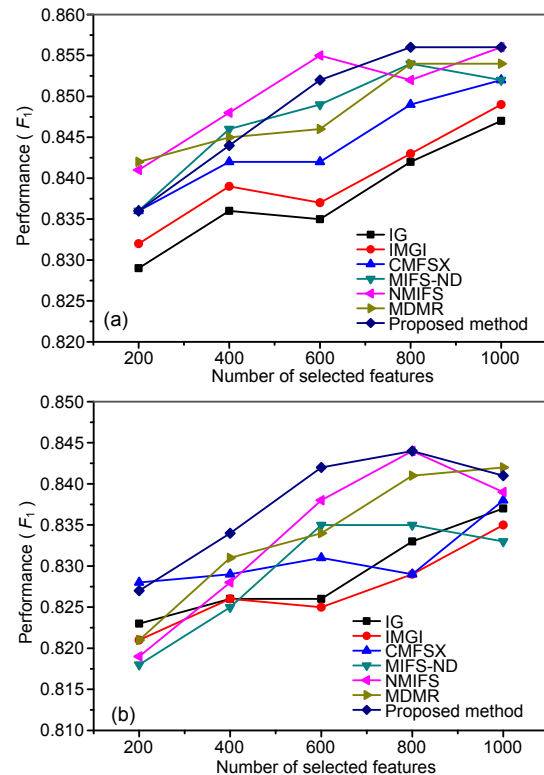 0.860
0.855
0.850
0.845
0.840
0.835
0.830
0.825
0.820
Performance ( F₁ )
IG
IMGI
CMFSX
MIFS-ND
NMIFS
MDMR
Proposed method
(a)
200 400 600 800 1000
Number of selected features
0.850
0.845
0.840
0.835
0.830
0.825
0.820
0.815
0.810
Performance ( F₁ )
IG
IMGI
CMFSX
MIFS-ND
NMIFS
MDMR
Proposed method
(b)
200 400 600 800 1000
Number of selected features